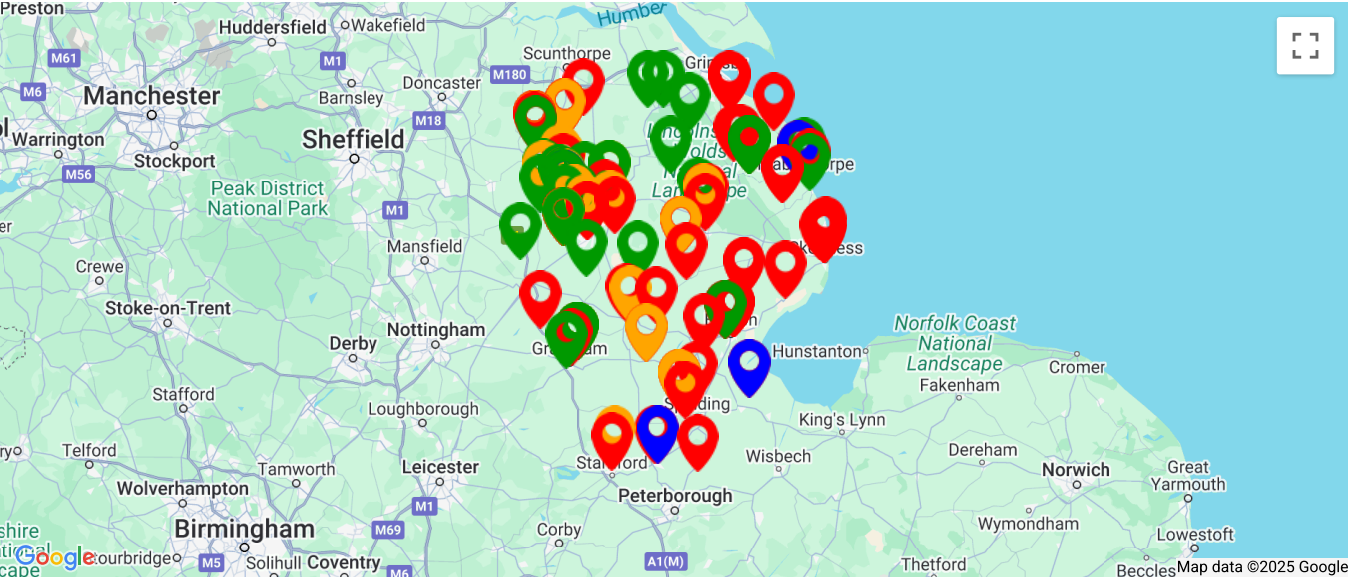 Preston
Huddersfield
Wakefield
Humber
M61
M1
Scunthorpe
Grimsby
M180
Doncaster
M6
Manchester
Barnsley
M18
Warrington
Sheffield
Stockport
M56
Peak District
National Park
M1
Mansfield
Crewe
Stoke-on-Trent
Nottingham
Derby
Hunstanton
Norfolk Coast
National
Landscape
Cromer
Fakenham
Stafford
Loughborough
King's Lynn
Telford
Tamworth
Leicester
Wisbech
Dereham
Norwich
Great
Yarmouth
Wolverhampton
Peterborough
M1
Wymondham
Birmingham
M69
Corby
Lowestoft
Google
Stourbridge
M5
Solihull
Coventry
M6
A1(M)
Thetford
Beccles
Map data ©2025 Google